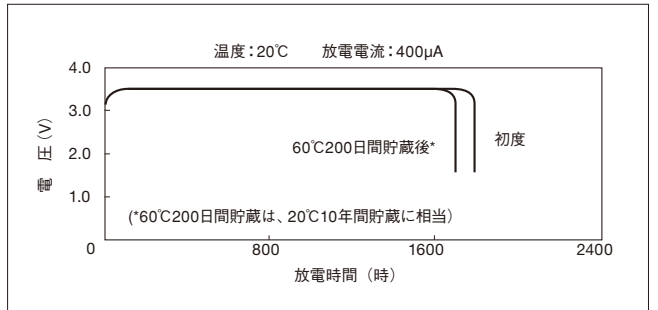 温度：20℃　放電電流：400μA
4.0
3.0
2.0
1.0
0
電圧(V)
60℃200日間貯蔵後*
初度
(*60℃200日間貯蔵は、20℃10年間貯蔵に相当)
800
1600
2400
放電時間（時）